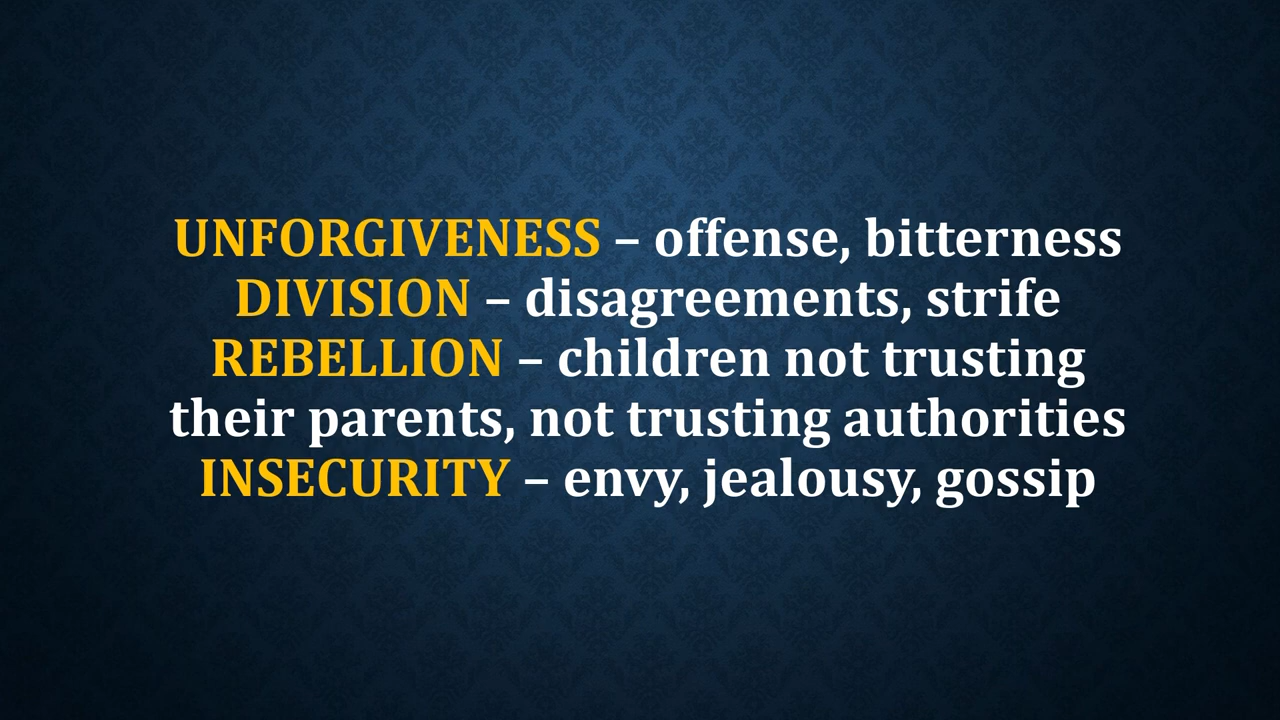 UNFORGIVENESS – offense, bitterness
DIVISION – disagreements, strife
REBELLION – children not trusting
their parents, not trusting authorities
INSECURITY – envy, jealousy, gossip